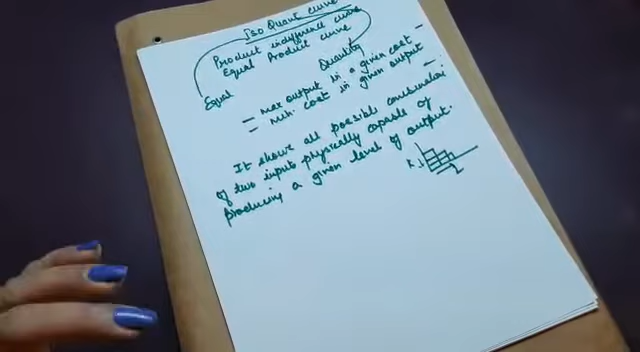 Iso Quant curve
Product indifference curve
Equal Product curve
Equal Quantity
= max output in a given cost -
= min. cost in given output -
It shows all possible combination
of two inputs physically capable of
producing a given level of output.
K
L